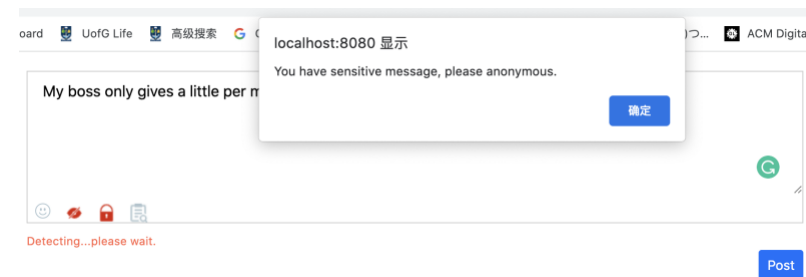 oard UofG Life 高级搜索 ACM Digita
localhost:8080 显示
You have sensitive message, please anonymous.
确定
My boss only gives a little per
Detecting...please wait.
Post